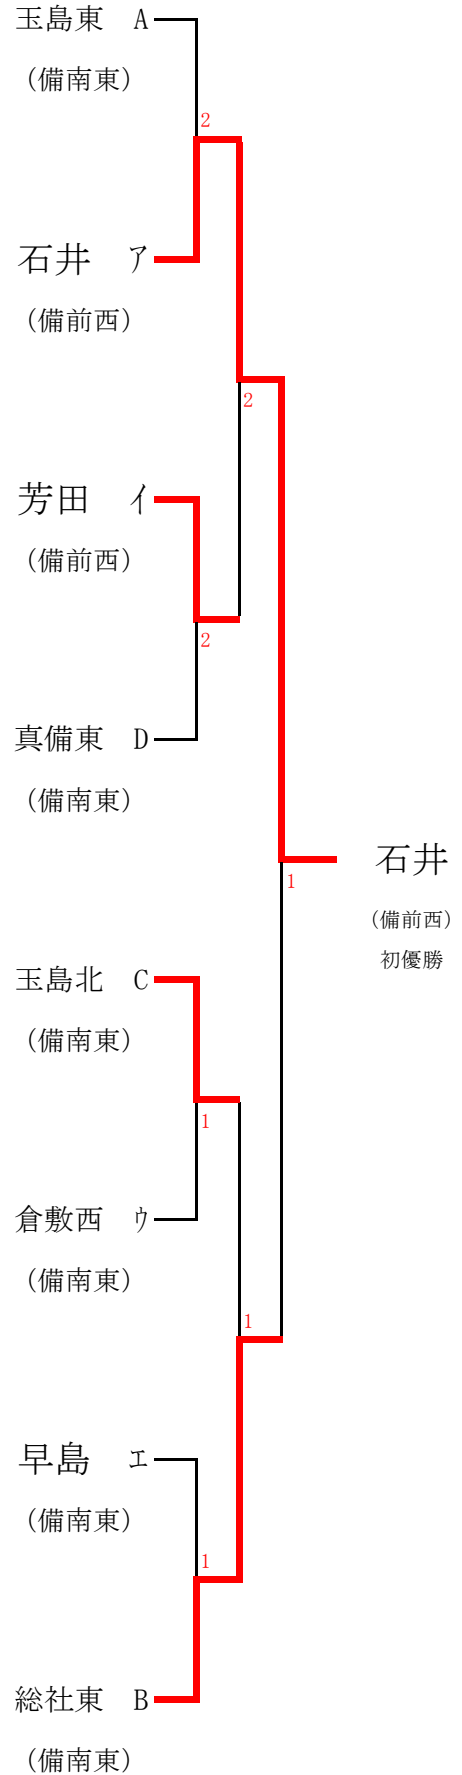 玉島東 A
(備南東)
2
石井 ア
(備前西)
2
芳田 イ
(備前西)
2
真備東 D
(備南東)
石井
1
(備前西)
初優勝
玉島北 C
(備南東)
1
倉敷西 ウ
(備南東)
1
早島 エ
(備南東)
1
総社東 B
(備南東)